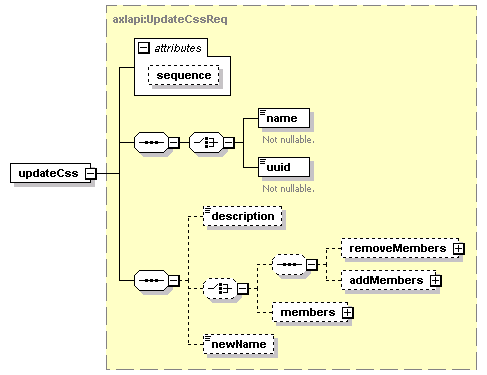 axlapi:UpdateCssReq
attributes
sequence
name
Not nullable.
uuid
Not nullable.
updateCss
description
removeMembers
addMembers
members
newName